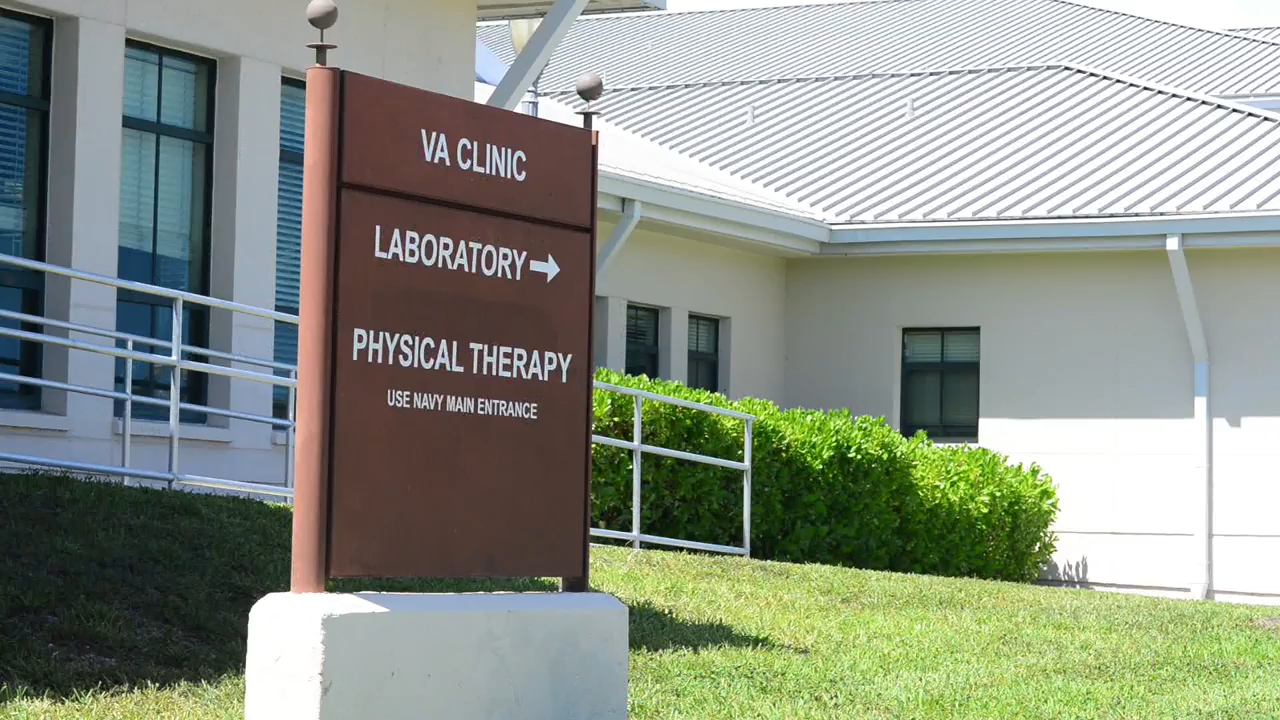 VA CLINIC
LABORATORY →
PHYSICAL THERAPY
USE NAVY MAIN ENTRANCE